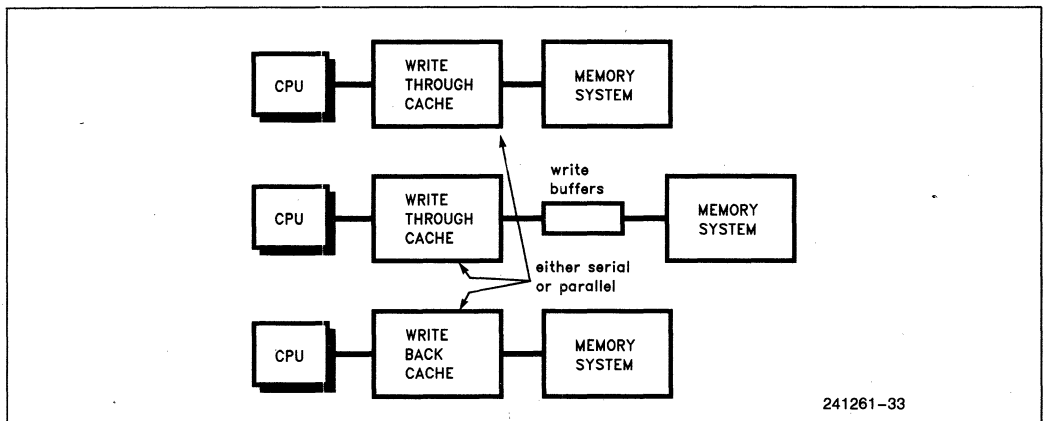 CPU
WRITE
THROUGH
CACHE
MEMORY
SYSTEM
CPU
WRITE
THROUGH
CACHE
write
buffers
MEMORY
SYSTEM
either serial
or parallel
CPU
WRITE
BACK
CACHE
MEMORY
SYSTEM
241261-33